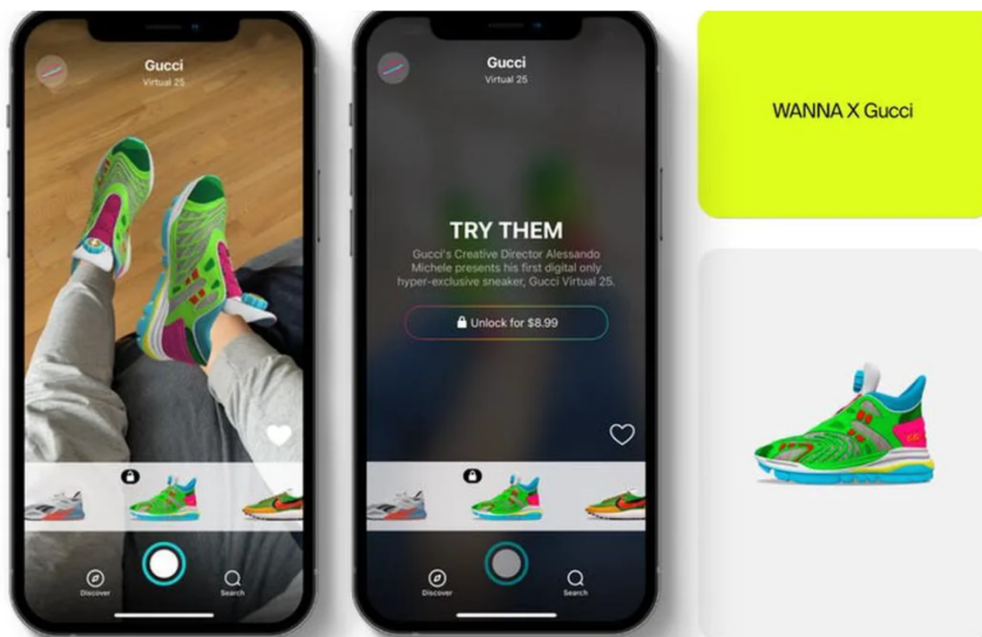 Gucci
Virtual 25
Discover
Search
Gucci
Virtual 25
TRY THEM
Gucci's Creative Director Alessando
Michele presents his first digital only
hyper-exclusive sneaker, Gucci Virtual 25.
Unlock for $8.99
Discover
Search
WANNA X Gucci